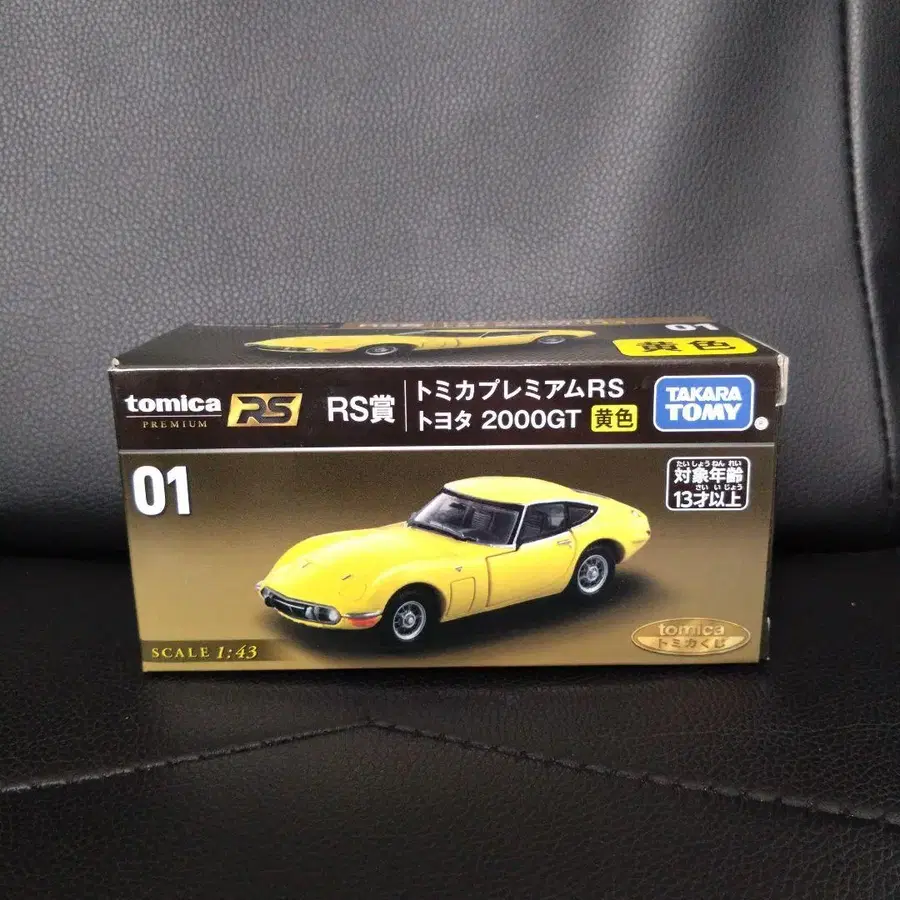 01
黄色
tomica
PREMIUM
RS
RS賞
トミカプレミアムRS
トヨタ 2000GT 黄色
TAKARA
TOMY
01
たいしょうねんれい
対象年齢
さいいじょう
13才以上
SCALE 1:43
tomica
トミカくじ